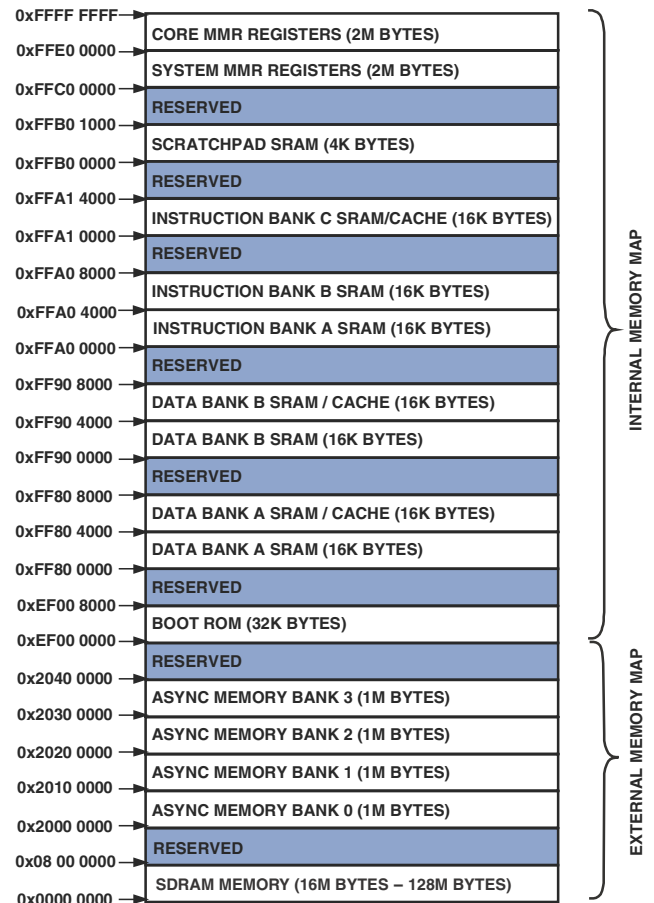 0xFFFF FFFF
CORE MMR REGISTERS (2M BYTES)
0xFFE0 0000
SYSTEM MMR REGISTERS (2M BYTES)
0xFFC0 0000
RESERVED
0xFFB0 1000
SCRATCHPAD SRAM (4K BYTES)
0xFFB0 0000
RESERVED
0xFFA1 4000
INSTRUCTION BANK C SRAM/CACHE (16K BYTES)
0xFFA1 0000
RESERVED
0xFFA0 8000
INSTRUCTION BANK B SRAM (16K BYTES)
0xFFA0 4000
INSTRUCTION BANK A SRAM (16K BYTES)
0xFFA0 0000
RESERVED
0xFF90 8000
DATA BANK B SRAM / CACHE (16K BYTES)
0xFF90 4000
DATA BANK B SRAM (16K BYTES)
0xFF90 0000
RESERVED
0xFF80 8000
DATA BANK A SRAM / CACHE (16K BYTES)
0xFF80 4000
DATA BANK A SRAM (16K BYTES)
0xFF80 0000
RESERVED
0xEF00 8000
BOOT ROM (32K BYTES)
0xEF00 0000
RESERVED
0x2040 0000
ASYNC MEMORY BANK 3 (1M BYTES)
0x2030 0000
ASYNC MEMORY BANK 2 (1M BYTES)
0x2020 0000
ASYNC MEMORY BANK 1 (1M BYTES)
0x2010 0000
ASYNC MEMORY BANK 0 (1M BYTES)
0x2000 0000
RESERVED
0x08 00 0000
SDRAM MEMORY (16M BYTES – 128M BYTES)
0x0000 0000
INTERNAL MEMORY MAP
EXTERNAL MEMORY MAP